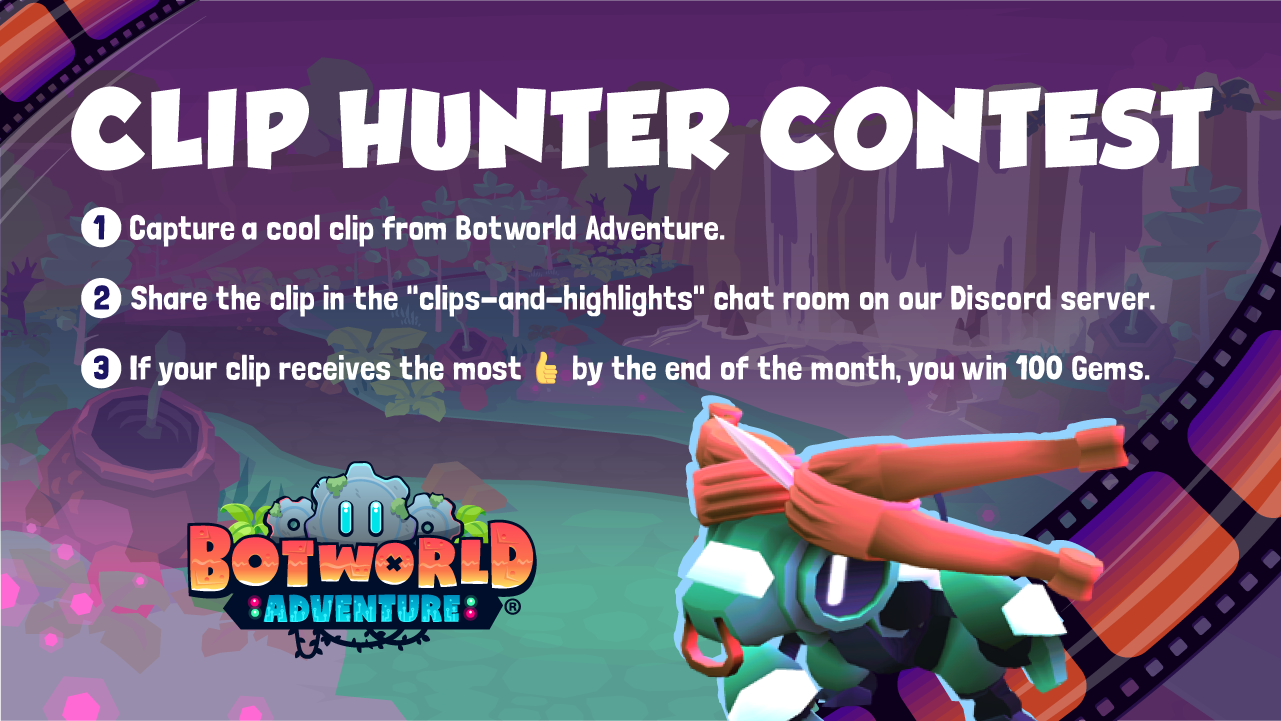 CLIP HUNTER CONTEST
1 Capture a cool clip from Botworld Adventure.
2 Share the clip in the "clips-and-highlights" chat room on our Discord server.
3 If your clip receives the most 👍 by the end of the month, you win 100 Gems.
BOTWORLD
ADVENTURE ®